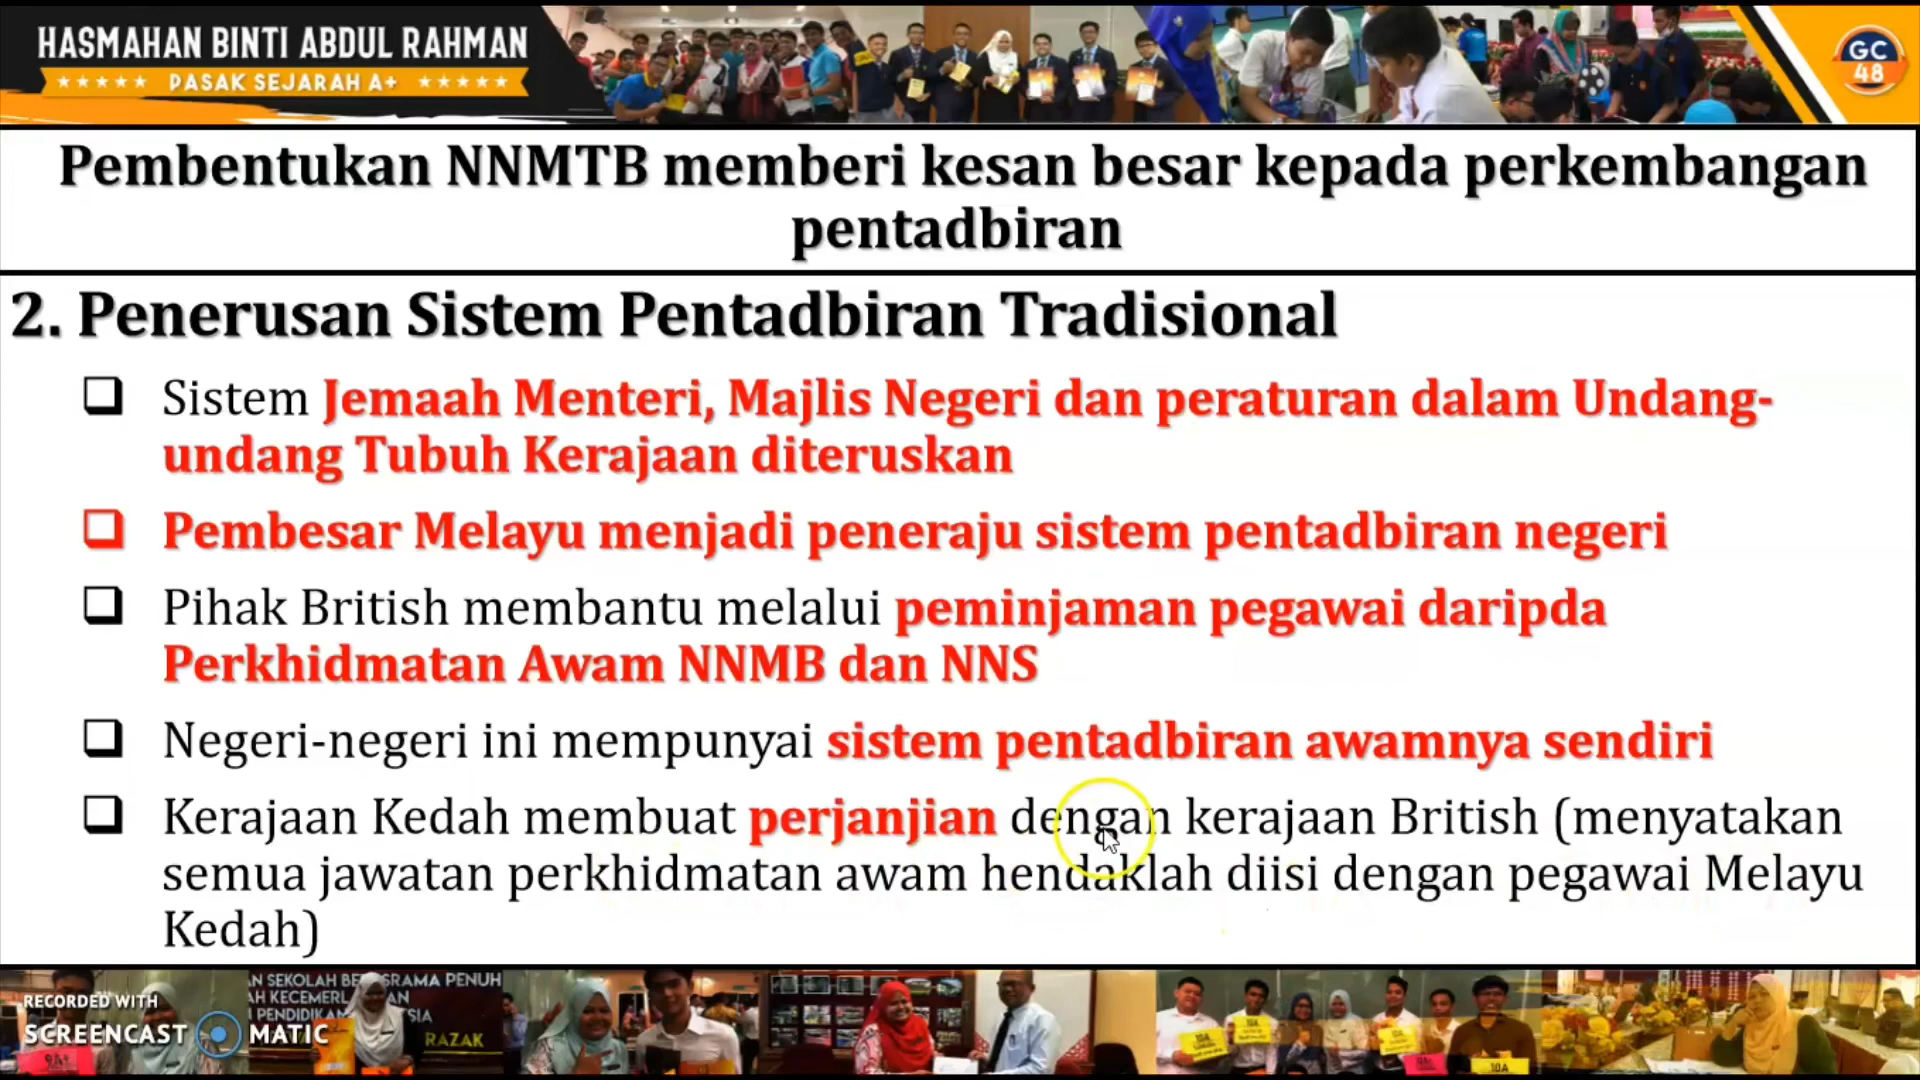 HASMAHAN BINTI ABDUL RAHMAN
PASAK SEJARAH A+
GC
48
Pembentukan NNMTB memberi kesan besar kepada perkembangan
pentadbiran
2. Penerusan Sistem Pentadbiran Tradisional
Sistem Jemaah Menteri, Majlis Negeri dan peraturan dalam Undang-
undang Tubuh Kerajaan diteruskan
Pembesar Melayu menjadi peneraju sistem pentadbiran negeri
Pihak British membantu melalui peminjaman pegawai daripda
Perkhidmatan Awam NNMB dan NNS
Negeri-negeri ini mempunyai sistem pentadbiran awamnya sendiri
Kerajaan Kedah membuat perjanjian dengan kerajaan British (menyatakan
semua jawatan perkhidmatan awam hendaklah diisi dengan pegawai Melayu
Kedah)
SEKOLAH PENUH
RECORDED WITH
SCREENCAST MATIC
RAZAK
9A+
10A